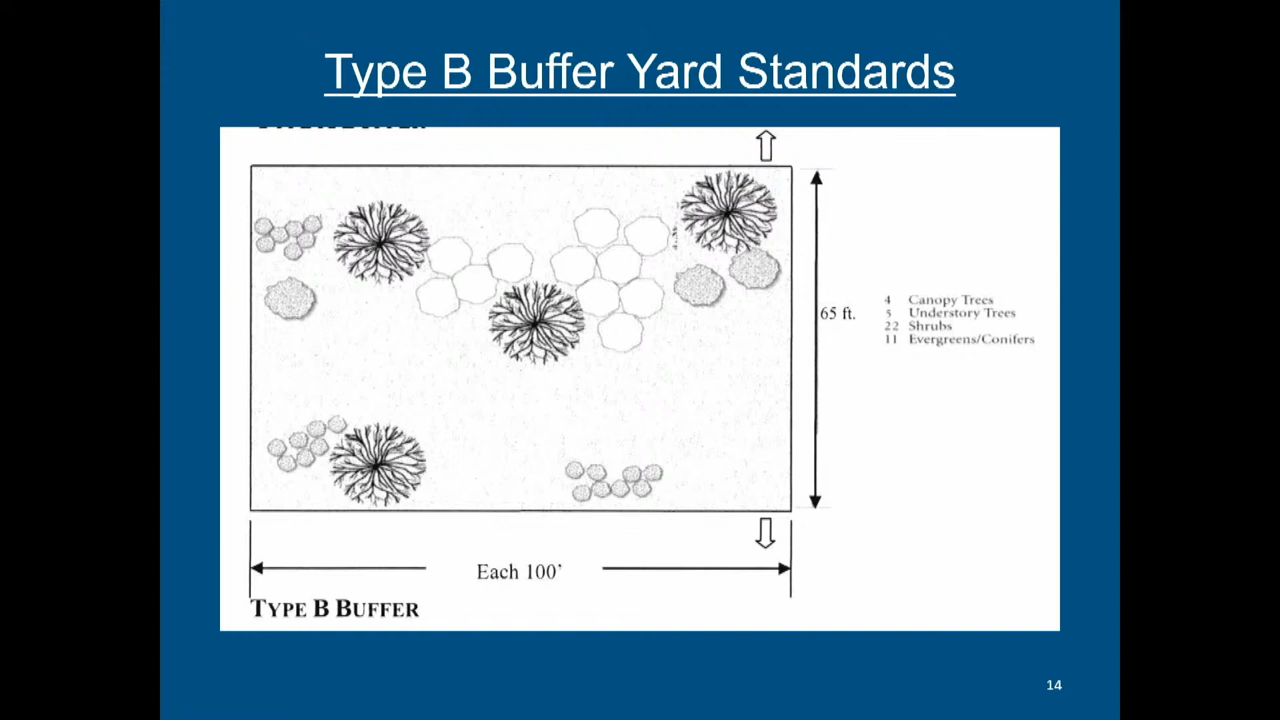 Type B Buffer Yard Standards
65 ft.
4 Canopy Trees
5 Understory Trees
22 Shrubs
11 Evergreens/Conifers
Each 100'
TYPE B BUFFER
14